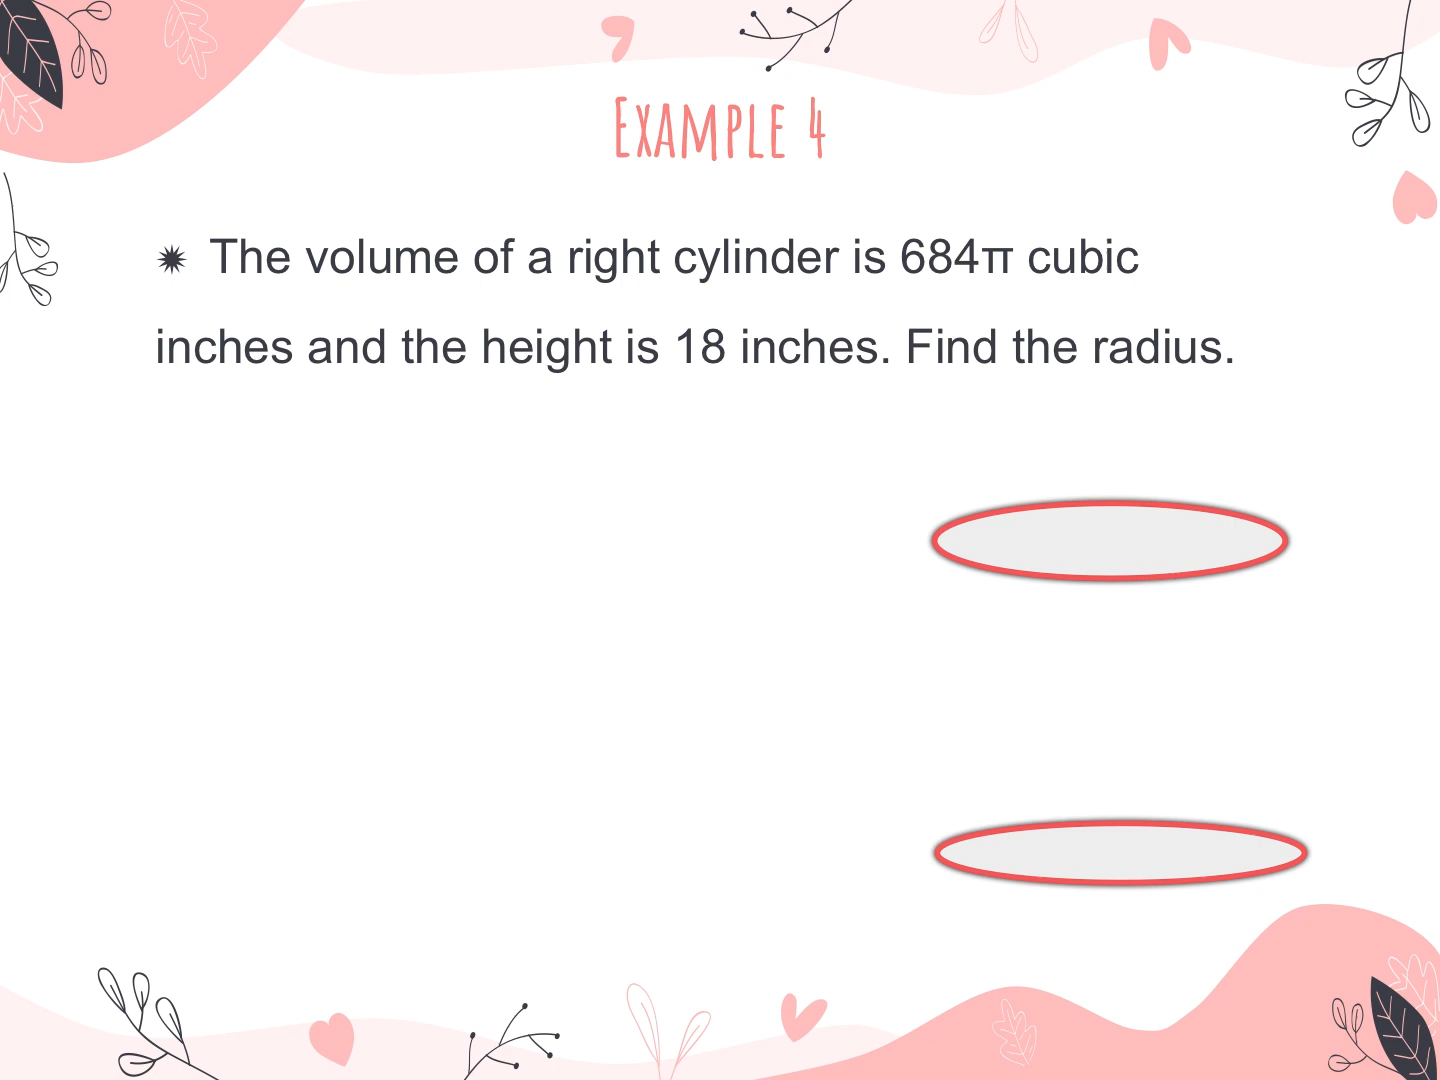 Example 4
✹ The volume of a right cylinder is 684π cubic
inches and the height is 18 inches. Find the radius.